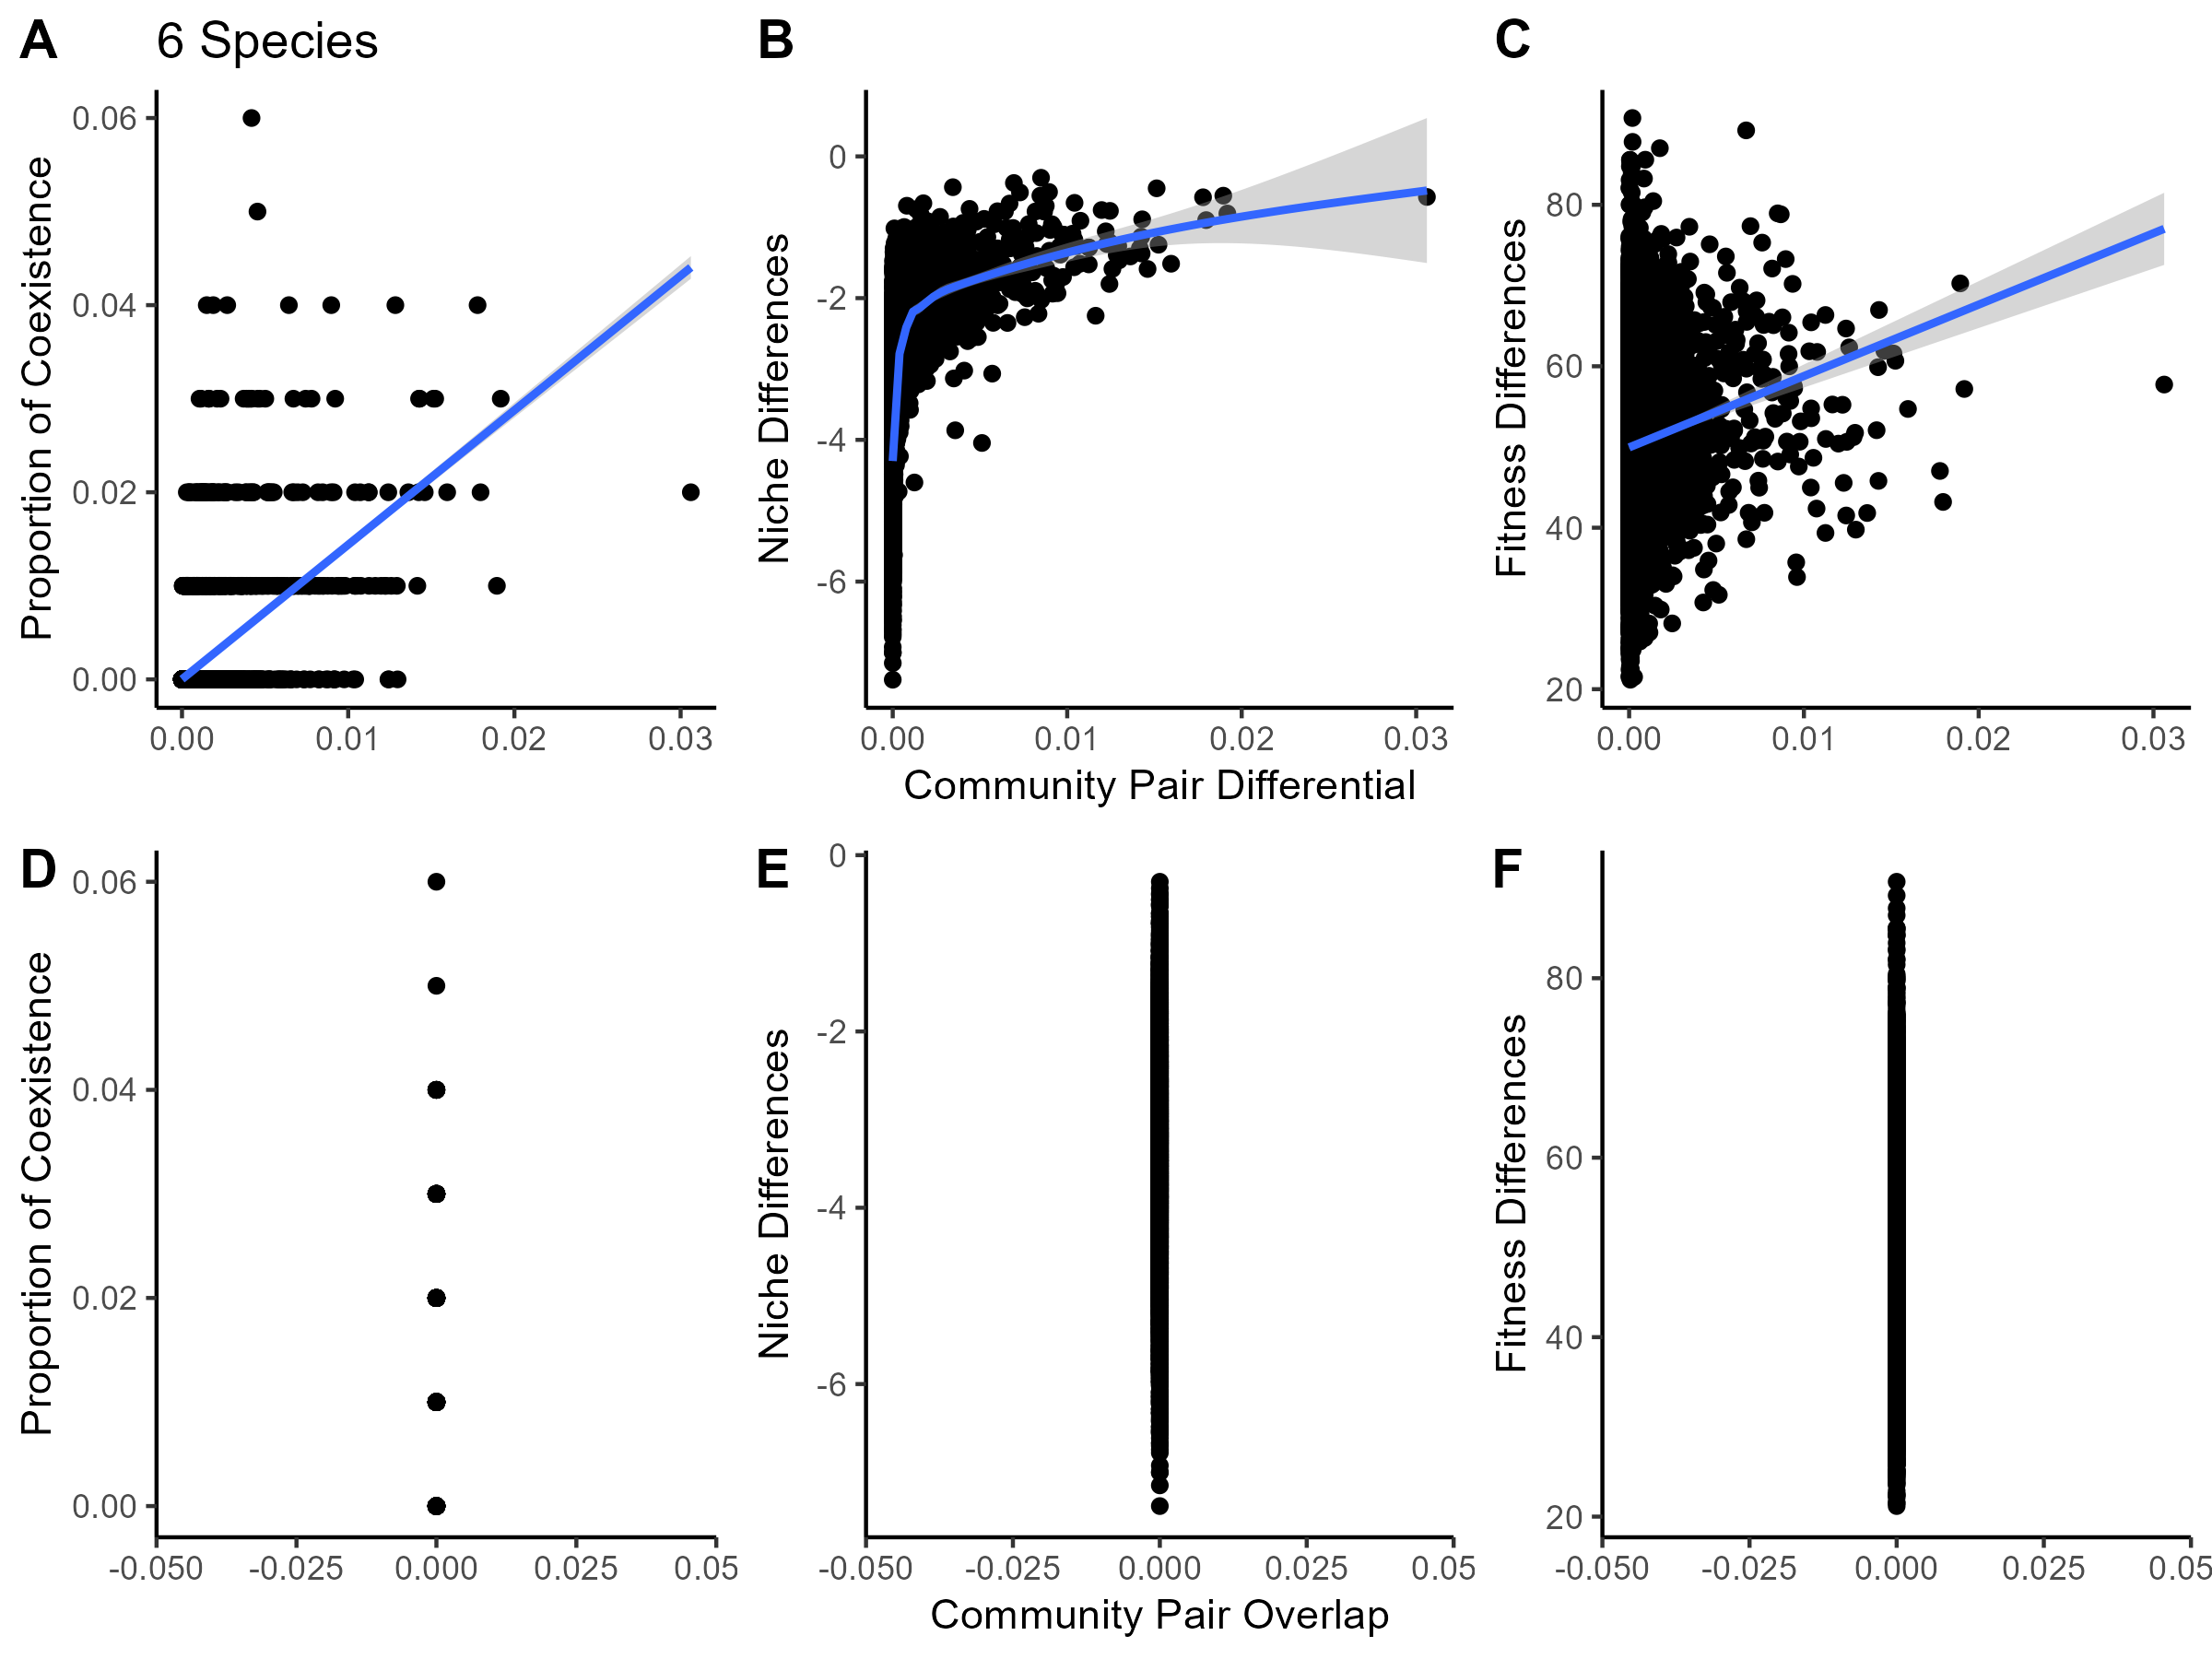 A 6 Species B C
Proportion of Coexistence
0.06
0.04
0.02
0.00
0.00 0.01 0.02 0.03
Niche Differences
0
-2
-4
-6
0.00 0.01 0.02 0.03
Community Pair Differential
Fitness Differences
80
60
40
20
0.00 0.01 0.02 0.03
D E F
Proportion of Coexistence
0.06
0.04
0.02
0.00
-0.050 -0.025 0.000 0.025 0.05
Niche Differences
0
-2
-4
-6
-0.050 -0.025 0.000 0.025 0.05
Community Pair Overlap
Fitness Differences
80
60
40
20
-0.050 -0.025 0.000 0.025 0.05